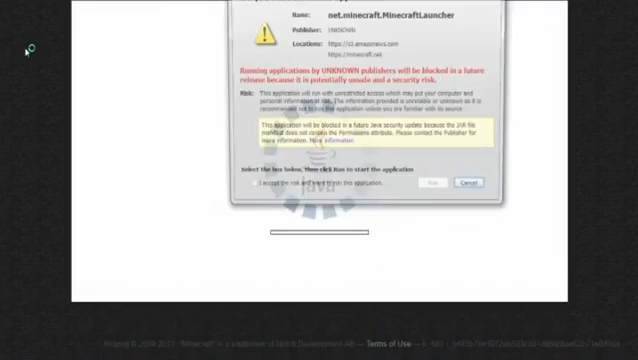 Name: net.minecraft.MinecraftLauncher
Publisher: UNKNOWN
Locations: https://s3.amazonaws.com
https://minecraft.net
Running applications by UNKNOWN publishers will be blocked in a future
release because it is potentially unsafe and a security risk.
Risk: This application will run with unrestricted access which may put your computer and
personal information at risk. The information provided is unreliable or unknown so it is
recommended not to run this application unless you are familiar with its source
This application will be blocked in a future Java security update because the JAR file
manifest does not contain the Permissions attribute. Please contact the Publisher for
more information. More Information
Select the box below, then click Run to start the application
I accept the risk and want to run this application.
Run Cancel
Java
Mojang © 2009-2013. "Minecraft" is a trademark of Notch Development AB — Terms of Use —